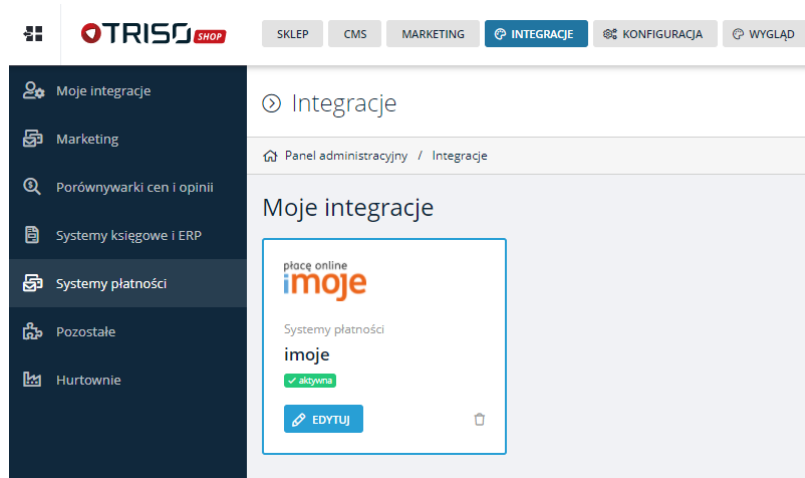 OTRISO SHOP
SKLEP CMS MARKETING INTEGRACJE KONFIGURACJA WYGLĄD
Moje integracje
Marketing
Porównywarki cen i opinii
Systemy księgowe i ERP
Systemy płatności
Pozostałe
Hurtownie
Integracje
Panel administracyjny / Integracje
Moje integracje
płacę online
imoje
Systemy płatności
imoje
aktywna
EDYTUJ